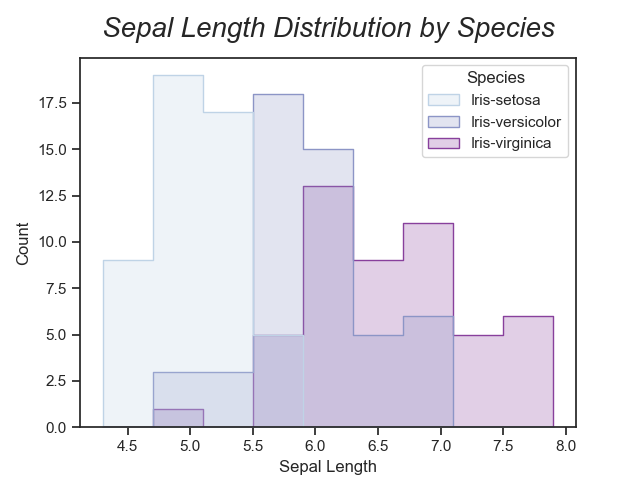 Sepal Length Distribution by Species
Species
Iris-setosa
Iris-versicolor
Iris-virginica
17.5
15.0
12.5
10.0
7.5
5.0
2.5
0.0
Count
4.5 5.0 5.5 6.0 6.5 7.0 7.5 8.0
Sepal Length